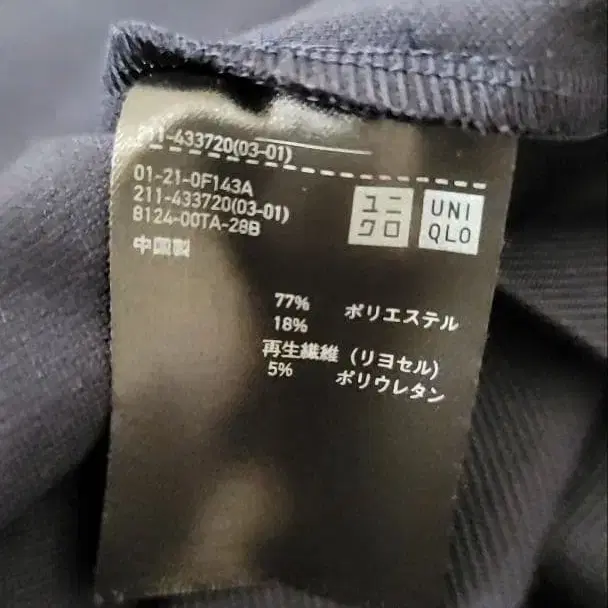 211-433720(03-01)
01-21-0F143A
211-433720(03-01)
8124-00TA-28B
中国製
ユニ
クロ
UNI
QLO
77% ポリエステル
18%
再生繊維 (リヨセル)
5% ポリウレタン